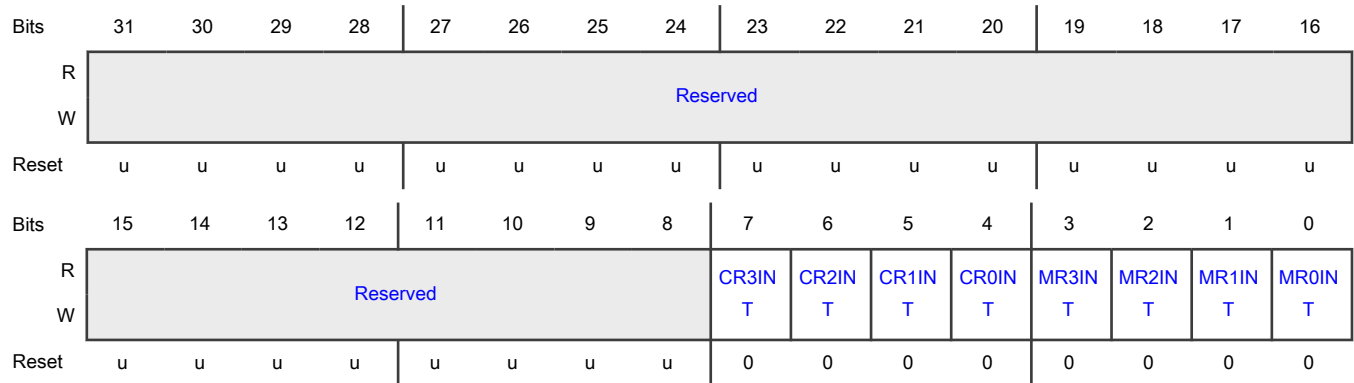 Bits 31 30 29 28 27 26 25 24 23 22 21 20 19 18 17 16
R
Reserved
W
Reset u u u u u u u u u u u u u u u u
Bits 15 14 13 12 11 10 9 8 7 6 5 4 3 2 1 0
R CR3IN CR2IN CR1IN CR0IN MR3IN MR2IN MR1IN MR0IN
Reserved
W T T T T T T T T
Reset u u u u u u u u 0 0 0 0 0 0 0 0